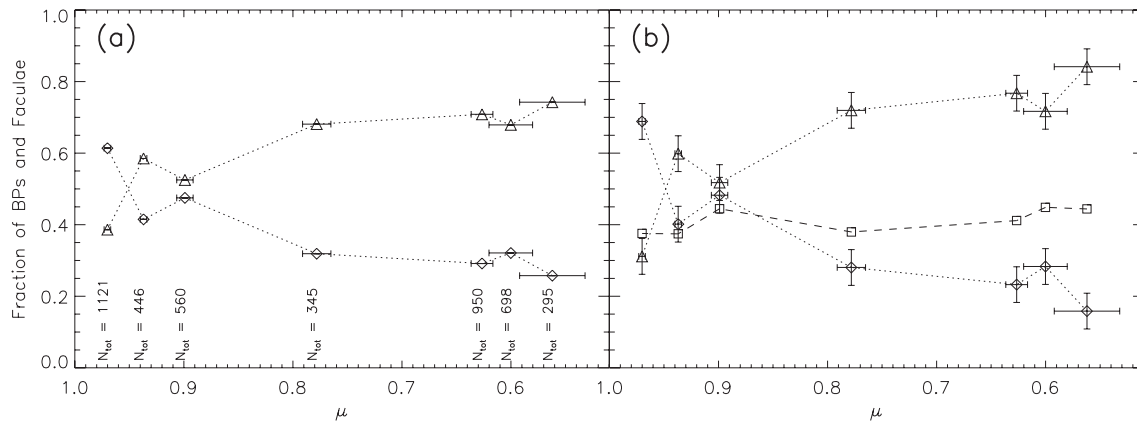 (a)
(b)
Fraction of BPs and Faculae
1.0
0.8
0.6
0.4
0.2
0.0
N_tot = 1121
N_tot = 446
N_tot = 560
N_tot = 345
N_tot = 950
N_tot = 698
N_tot = 295
1.0 0.9 0.8 0.7 0.6 1.0 0.9 0.8 0.7 0.6
μ μ